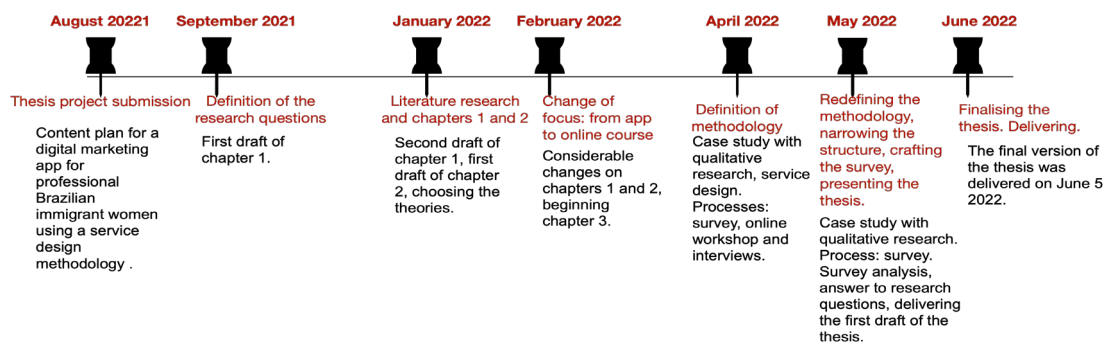 August 20221
Thesis project submission
Content plan for a
digital marketing
app for
professional
Brazilian
immigrant women
using a service
design
methodology .
September 2021
Definition of the
research questions
First draft of
chapter 1.
January 2022
Literature research
and chapters 1 and 2
Second draft of
chapter 1, first
draft of chapter
2, choosing the
theories.
February 2022
Change of
focus: from app
to online course
Considerable
changes on
chapters 1 and 2,
beginning
chapter 3.
April 2022
Definition of
methodology
Case study with
qualitative
research, service
design.
Processes:
survey, online
workshop and
interviews.
May 2022
Redefining the
methodology,
narrowing the
structure, crafting
the survey,
presenting the
thesis.
Case study with
qualitative research.
Process: survey.
Survey analysis,
answer to research
questions, delivering
the first draft of the
thesis.
June 2022
Finalising the
thesis. Delivering.
The final version of
the thesis was
delivered on June 5
2022.